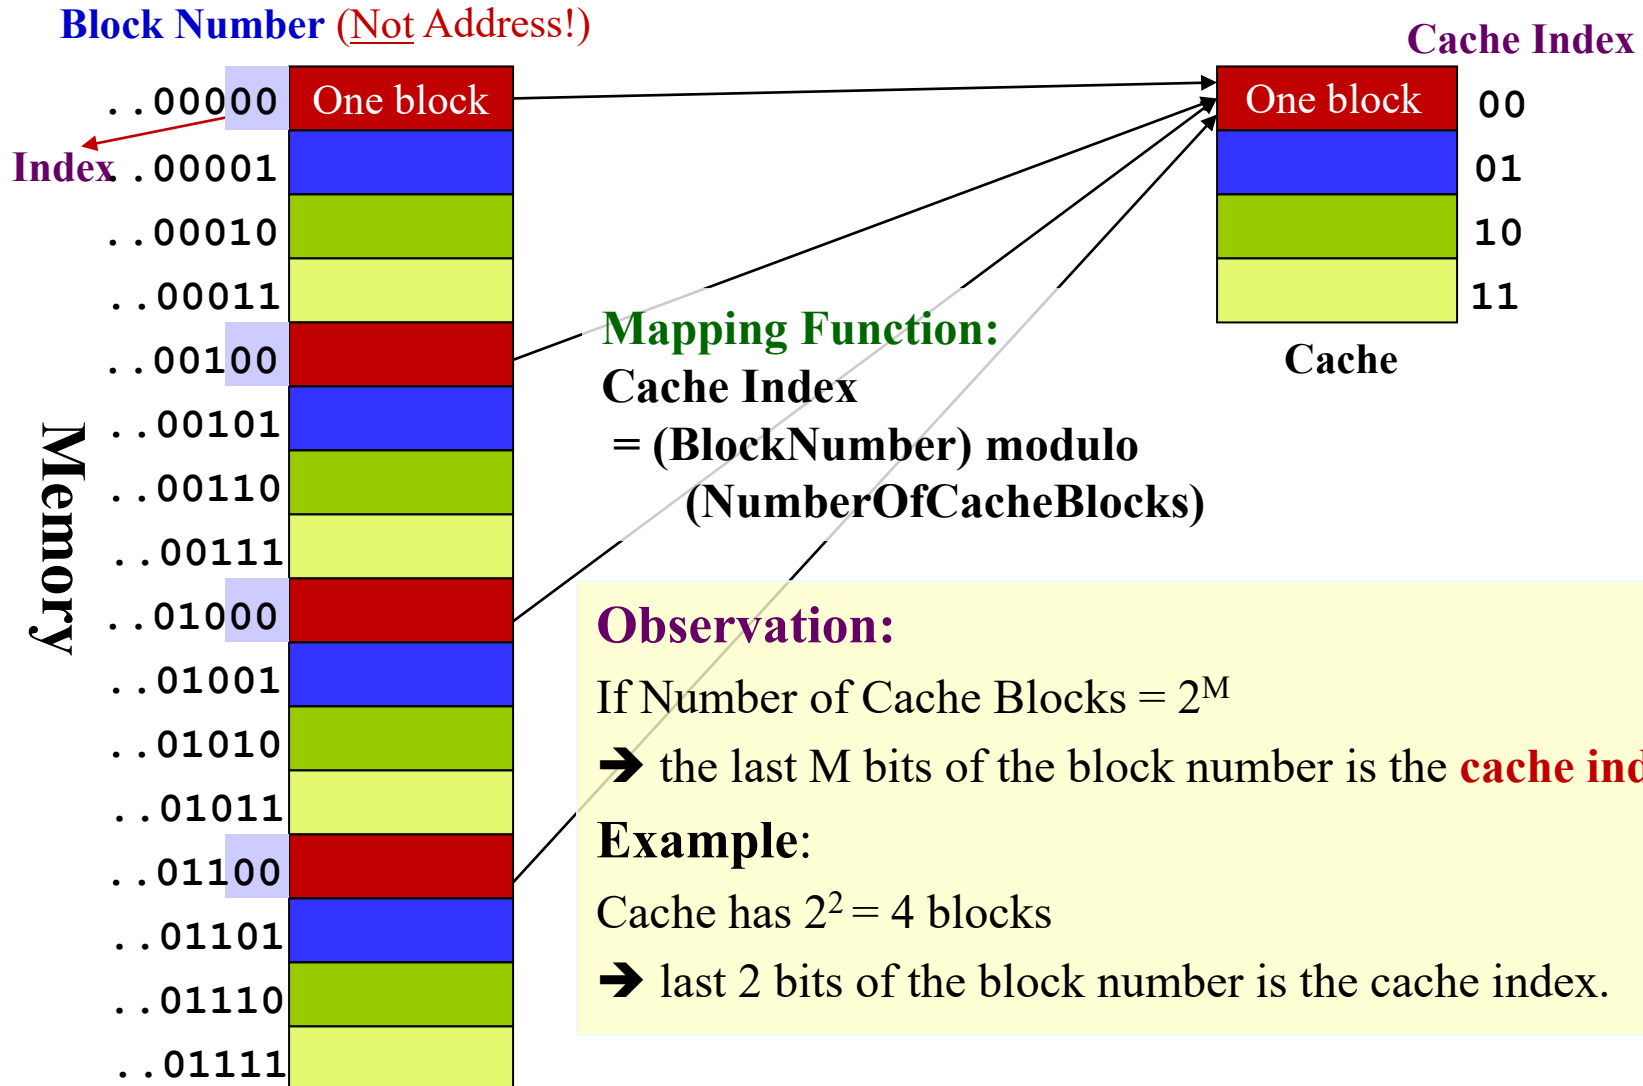 Block Number (Not Address!)
Cache Index
..00000
One block
One block
00
Index
..00001
01
..00010
10
..00011
11
Mapping Function:
..00100
Cache
Cache Index
..00101
= (BlockNumber) modulo
Memory
..00110
(NumberOfCacheBlocks)
..00111
..01000
Observation:
..01001
If Number of Cache Blocks = 2^M
..01010
➔ the last M bits of the block number is the cache ind
..01011
Example:
..01100
Cache has 2^2 = 4 blocks
..01101
➔ last 2 bits of the block number is the cache index.
..01110
..01111